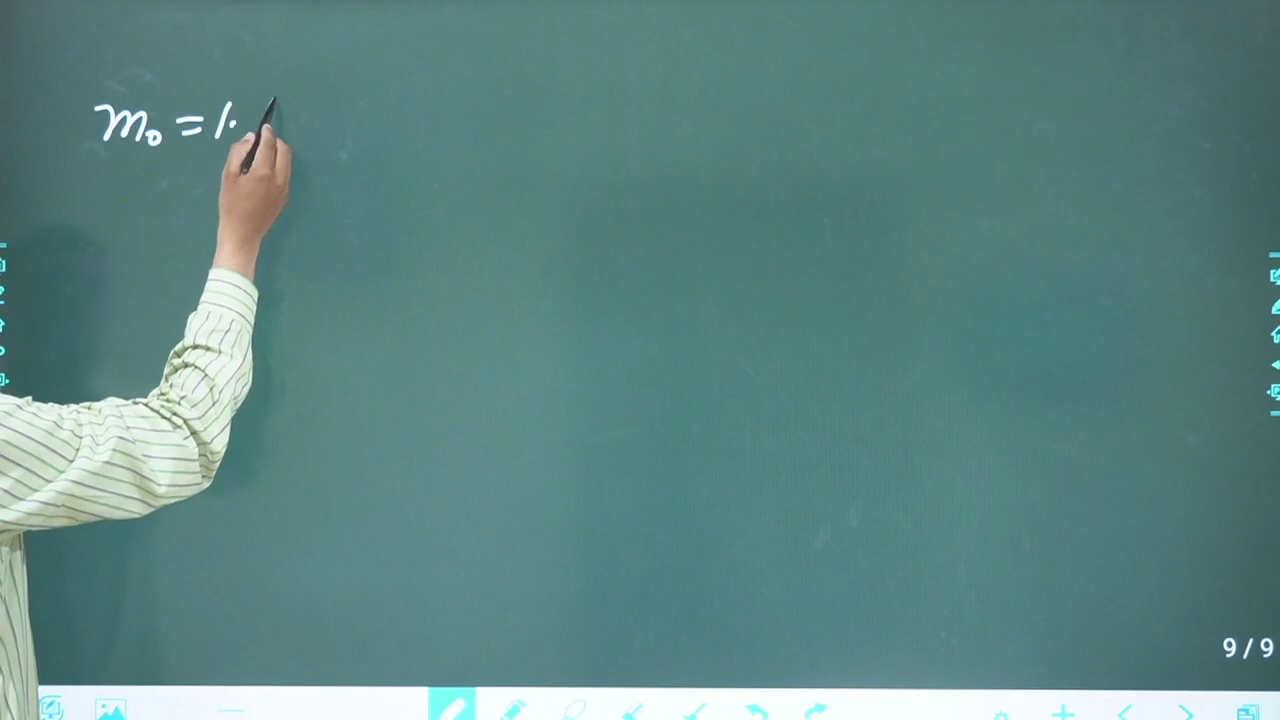 m₀ = 1.
9/9